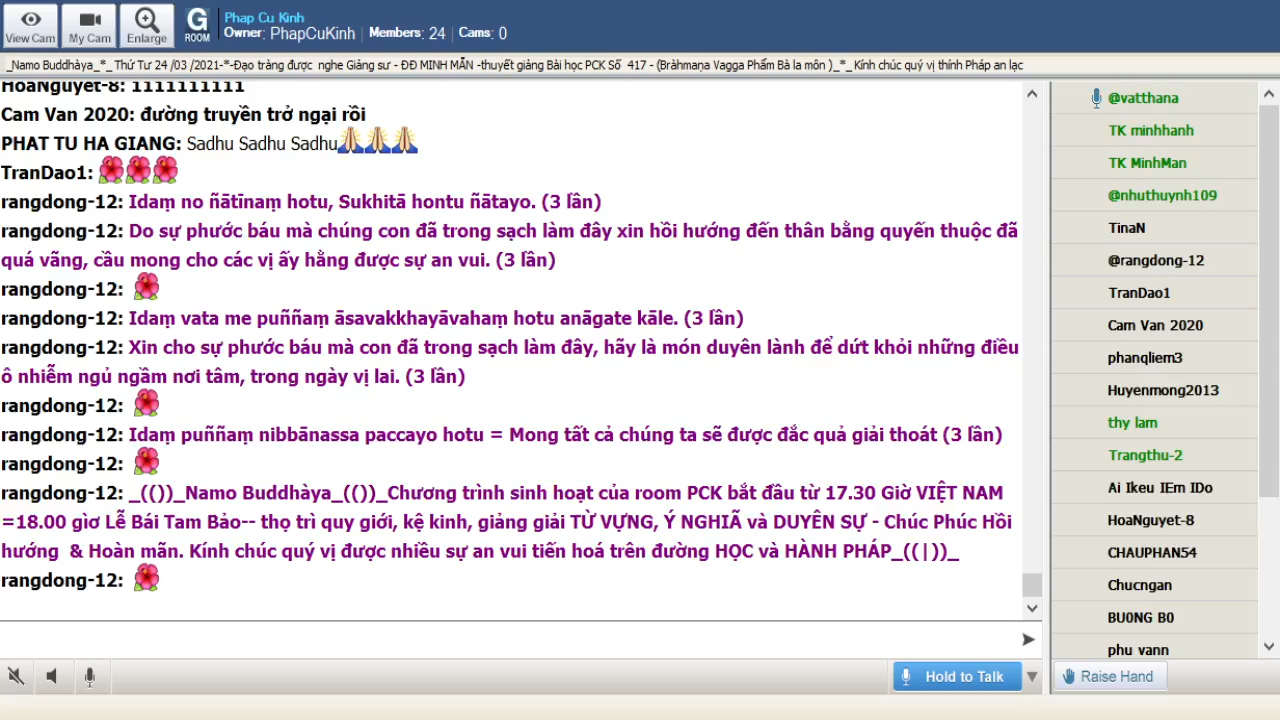 View Cam
My Cam
Enlarge
G
ROOM
Phap Cu Kinh
Owner: PhapCuKinh | Members: 24 | Cams: 0
_Namo Buddhàya_*_ Thứ Tư 24 /03 /2021-*-Đạo tràng được nghe Giảng sư - ĐĐ MINH MẪN -thuyết giảng Bài học PCK Số 417 - (Bràhmaṇa Vagga Phẩm Bà la môn )_*_ Kính chúc quý vị thính Pháp an lạc
HoaNguyet-8: 1111111111
Cam Van 2020: đường truyền trở ngại rồi
PHAT TU HA GIANG: Sadhu Sadhu Sadhu
TranDao1:
rangdong-12: Idaṃ no ñātīnaṃ hotu, Sukhitā hontu ñātayo. (3 lần)
rangdong-12: Do sự phước báu mà chúng con đã trong sạch làm đây xin hồi hướng đến thân bằng quyến thuộc đã
quá vãng, cầu mong cho các vị ấy hằng được sự an vui. (3 lần)
rangdong-12:
rangdong-12: Idaṃ vata me puññaṃ āsavakkhayāvahaṃ hotu anāgate kāle. (3 lần)
rangdong-12: Xin cho sự phước báu mà con đã trong sạch làm đây, hãy là món duyên lành để dứt khỏi những điều
ô nhiễm ngủ ngầm nơi tâm, trong ngày vị lai. (3 lần)
rangdong-12:
rangdong-12: Idaṃ puññaṃ nibbānassa paccayo hotu = Mong tất cả chúng ta sẽ được đắc quả giải thoát (3 lần)
rangdong-12:
rangdong-12: _(())_Namo Buddhàya_(())_Chương trình sinh hoạt của room PCK bắt đầu từ 17.30 Giờ VIỆT NAM
=18.00 gìơ LỄ Bái Tam Bảo-- thọ trì quy giới, kệ kinh, giảng giải TỪ VỰNG, Ý NGHIÃ và DUYÊN SỰ - Chúc Phúc Hồi
hướng & Hoàn mãn. Kính chúc quý vị được nhiều sự an vui tiến hoá trên đường HỌC và HÀNH PHÁP_((|))_
rangdong-12:
@vatthana
TK minhhanh
TK MinhMan
@nhuthuynh109
TinaN
@rangdong-12
TranDao1
Cam Van 2020
phanqliem3
Huyenmong2013
thy lam
Trangthu-2
Ai Ikeu IEm IDo
HoaNguyet-8
CHAUPHAN54
Chucngan
BU0NG B0
phu vann
Hold to Talk
Raise Hand